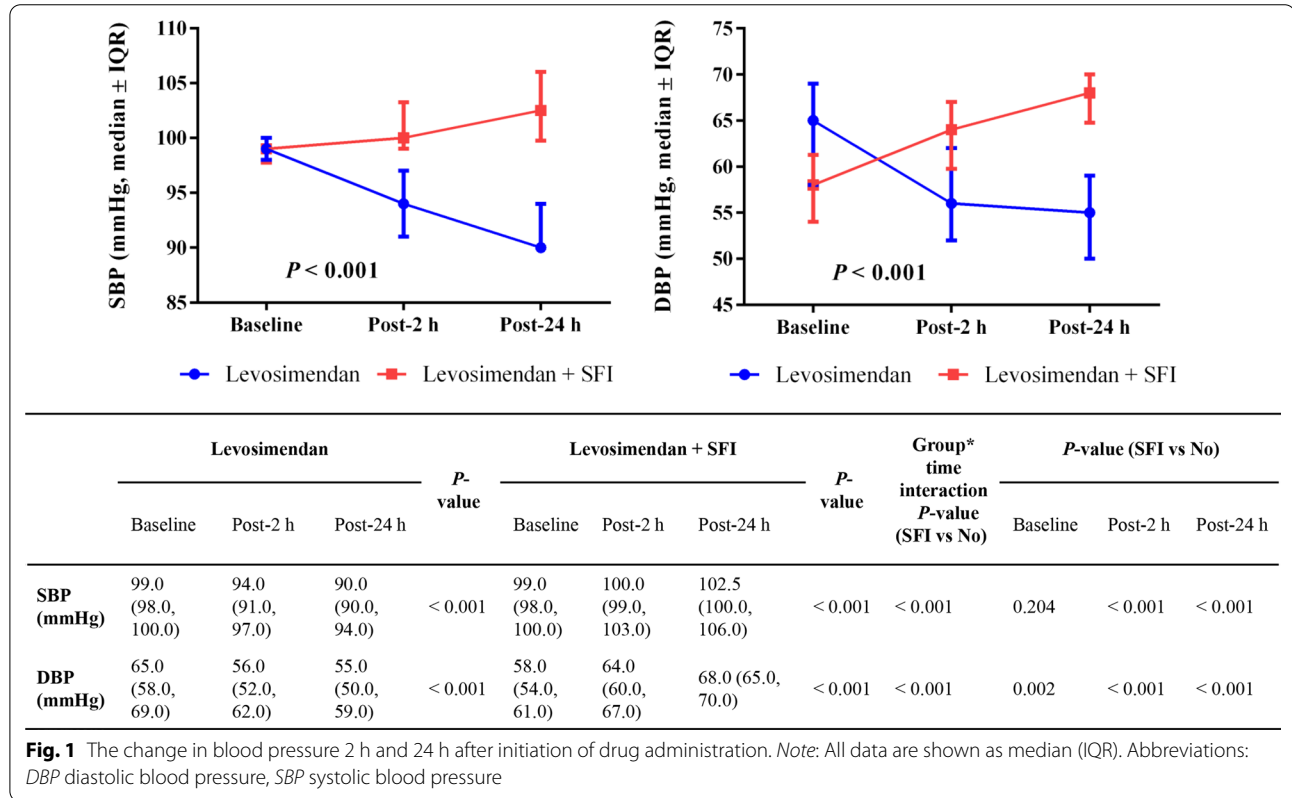 SBP (mmHg, median ± IQR)
110
105
100
95
90
85
P < 0.001
Baseline
Post-2 h
Post-24 h
Levosimendan
Levosimendan + SFI
DBP (mmHg, median ± IQR)
75
70
65
60
55
50
45
P < 0.001
Baseline
Post-2 h
Post-24 h
Levosimendan
Levosimendan + SFI
Levosimendan
P-
value
Levosimendan + SFI
P-
value
Group*
time
interaction
P-value
(SFI vs No)
P-value (SFI vs No)
Baseline
Post-2 h
Post-24 h
Baseline
Post-2 h
Post-24 h
Baseline
Post-2 h
Post-24 h
SBP
(mmHg)
99.0
(98.0,
100.0)
94.0
(91.0,
97.0)
90.0
(90.0,
94.0)
< 0.001
99.0
(98.0,
100.0)
100.0
(99.0,
103.0)
102.5
(100.0,
106.0)
< 0.001
< 0.001
0.204
< 0.001
< 0.001
DBP
(mmHg)
65.0
(58.0,
69.0)
56.0
(52.0,
62.0)
55.0
(50.0,
59.0)
< 0.001
58.0
(54.0,
61.0)
64.0
(60.0,
67.0)
68.0 (65.0,
70.0)
< 0.001
< 0.001
0.002
< 0.001
< 0.001
Fig. 1 The change in blood pressure 2 h and 24 h after initiation of drug administration. Note: All data are shown as median (IQR). Abbreviations:
DBP diastolic blood pressure, SBP systolic blood pressure